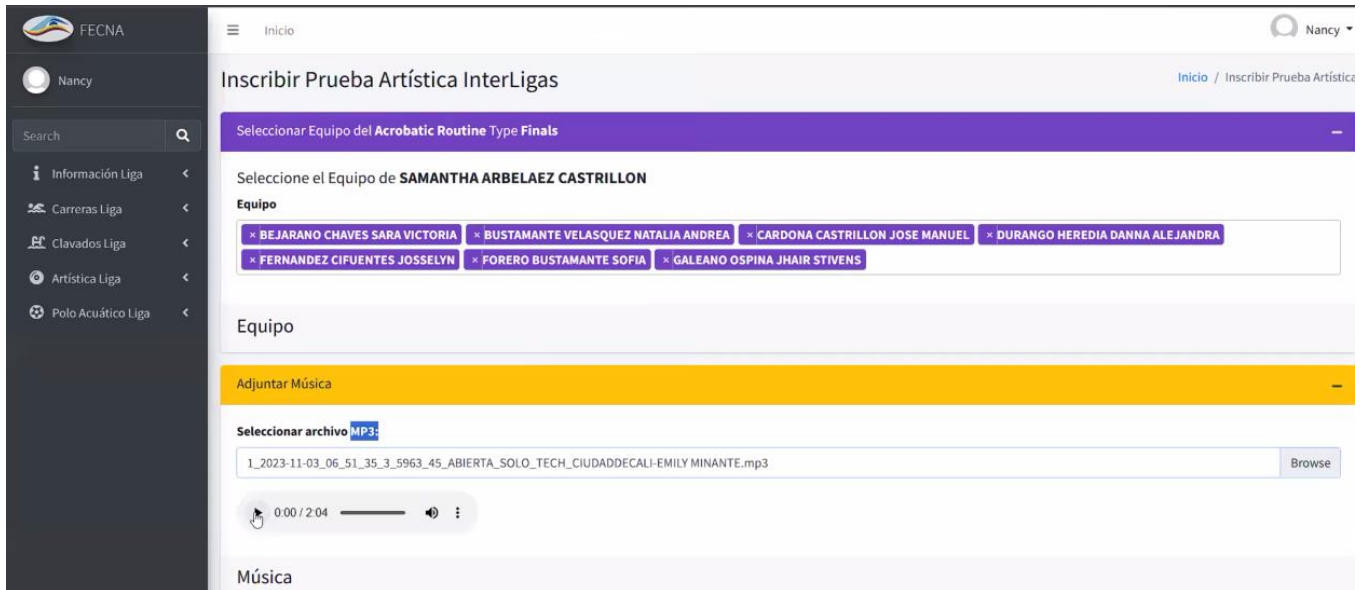 FECNA
Inicio
Nancy
Nancy
Inscribir Prueba Artística InterLigas
Inicio / Inscribir Prueba Artística
Search
Seleccionar Equipo del Acrobatic Routine Type Finals
Información Liga
Carreras Liga
Clavados Liga
Artística Liga
Polo Acuático Liga
Seleccione el Equipo de SAMANTHA ARBELAEZ CASTRILLON
Equipo
× BEJARANO CHAVES SARA VICTORIA × BUSTAMANTE VELASQUEZ NATALIA ANDREA × CARDONA CASTRILLON JOSE MANUEL × DURANGO HEREDIA DANNA ALEJANDRA
× FERNANDEZ CIFUENTES JOSSELYN × FORERO BUSTAMANTE SOFIA × GALEANO OSPINA JHAIR STIVENS
Equipo
Adjuntar Música
Seleccionar archivo MP3:
1_2023-11-03_06_51_35_3_5963_45_ABIERTA_SOLO_TECH_CIUDADDECALI-EMILY MINANTE.mp3
Browse
0:00 / 2:04
Música